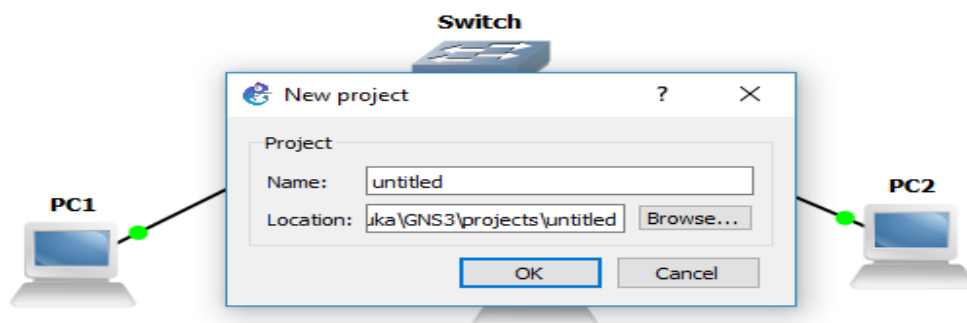 Switch
New project ? ×
Project
Name: untitled
PC1
PC2
Location: uka\GNS3\projects\untitled Browse...
OK Cancel